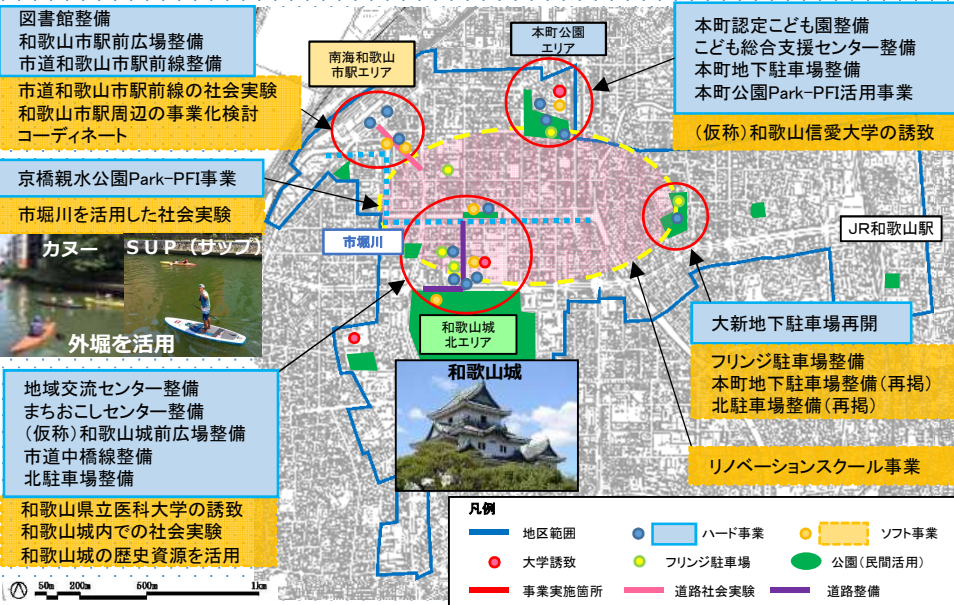 図書館整備
和歌山市駅前広場整備
市道和歌山市駅前線整備
市道和歌山市駅前線の社会実験
和歌山市駅周辺の事業化検討
コーディネート
京橋親水公園Park-PFI事業
市堀川を活用した社会実験
カヌー
SUP(サップ)
外堀を活用
地域交流センター整備
まちおこしセンター整備
(仮称)和歌山城前広場整備
市道中橋線整備
北駐車場整備
和歌山県立医科大学の誘致
和歌山城内での社会実験
和歌山城の歴史資源を活用
南海和歌山
市駅エリア
本町公園
エリア
市堀川
和歌山城
北エリア
和歌山城
本町認定こども園整備
こども総合支援センター整備
本町地下駐車場整備
本町公園Park-PFI活用事業
(仮称)和歌山信愛大学の誘致
JR和歌山駅
大新地下駐車場再開
フリンジ駐車場整備
本町地下駐車場整備(再掲)
北駐車場整備(再掲)
リノベーションスクール事業
凡例
地区範囲
ハード事業
ソフト事業
大学誘致
フリンジ駐車場
公園(民間活用)
事業実施箇所
道路社会実験
道路整備
50m 200m 500m 1km